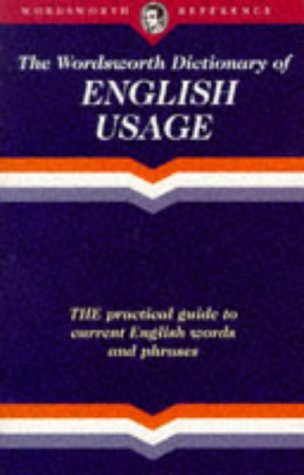 WORDSWORTH REFERENCE
The Wordsworth Dictionary of
ENGLISH
USAGE
THE practical guide to
current English words
and phrases